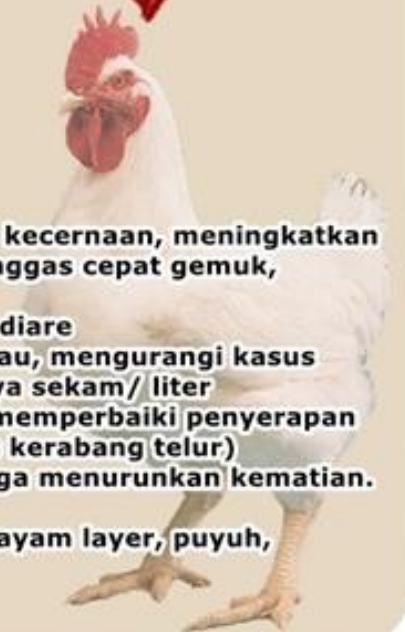 kecernaan, meningkatkan
ggas cepat gemuk,
diare
au, mengurangi kasus
a sekam/ liter
memperbaiki penyerapan
kerabang telur)
ga menurunkan kematian.
ayam layer, puyuh,